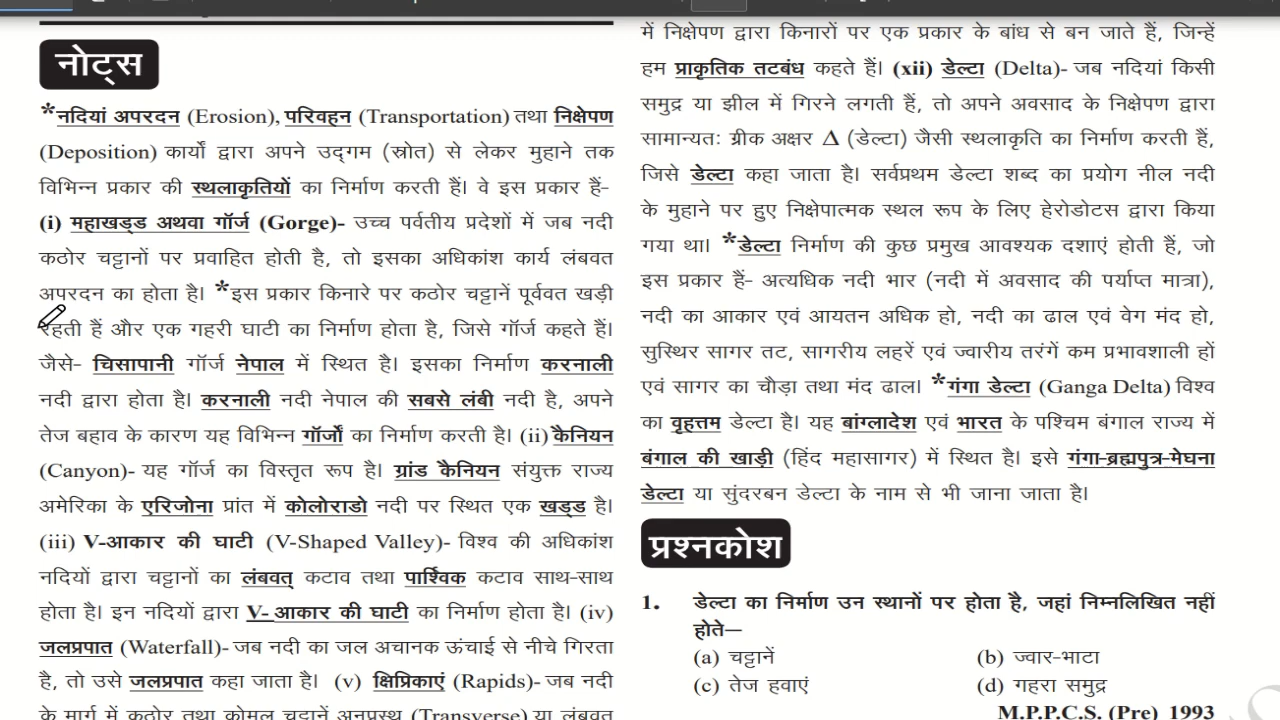 नोट्स
*नदियां अपरदन (Erosion), परिवहन (Transportation) तथा निक्षेपण
(Deposition) कार्यों द्वारा अपने उद्गम (स्रोत) से लेकर मुहाने तक
विभिन्न प्रकार की स्थलाकृतियों का निर्माण करती हैं। वे इस प्रकार हैं-
(i) महाखड्ड अथवा गॉर्ज (Gorge)- उच्च पर्वतीय प्रदेशों में जब नदी
कठोर चट्टानों पर प्रवाहित होती है, तो इसका अधिकांश कार्य लंबवत
अपरदन का होता है। *इस प्रकार किनारे पर कठोर चट्टानें पूर्ववत खड़ी
रहती हैं और एक गहरी घाटी का निर्माण होता है, जिसे गॉर्ज कहते हैं।
जैसे- चिसापानी गॉर्ज नेपाल में स्थित है। इसका निर्माण करनाली
नदी द्वारा होता है। करनाली नदी नेपाल की सबसे लंबी नदी है, अपने
तेज बहाव के कारण यह विभिन्न गॉर्जों का निर्माण करती है। (ii) कैनियन
(Canyon)- यह गॉर्ज का विस्तृत रूप है। ग्रांड कैनियन संयुक्त राज्य
अमेरिका के एरिजोना प्रांत में कोलोराडो नदी पर स्थित एक खड्ड है।
(iii) V-आकार की घाटी (V-Shaped Valley)- विश्व की अधिकांश
नदियों द्वारा चट्टानों का लंबवत् कटाव तथा पार्श्विक कटाव साथ-साथ
होता है। इन नदियों द्वारा V- आकार की घाटी का निर्माण होता है। (iv)
जलप्रपात (Waterfall)- जब नदी का जल अचानक ऊंचाई से नीचे गिरता
है, तो उसे जलप्रपात कहा जाता है। (v) क्षिप्रिकाएं (Rapids)- जब नदी
के मार्ग में कठोर तथा कोमल चट्टानें अनुप्रस्थ (Transverse) या लंबवत
में निक्षेपण द्वारा किनारों पर एक प्रकार के बांध से बन जाते हैं, जिन्हें
हम प्राकृतिक तटबंध कहते हैं। (xii) डेल्टा (Delta)- जब नदियां किसी
समुद्र या झील में गिरने लगती हैं, तो अपने अवसाद के निक्षेपण द्वारा
सामान्यतः ग्रीक अक्षर Δ (डेल्टा) जैसी स्थलाकृति का निर्माण करती हैं,
जिसे डेल्टा कहा जाता है। सर्वप्रथम डेल्टा शब्द का प्रयोग नील नदी
के मुहाने पर हुए निक्षेपात्मक स्थल रूप के लिए हेरोडोटस द्वारा किया
गया था। *डेल्टा निर्माण की कुछ प्रमुख आवश्यक दशाएं होती हैं, जो
इस प्रकार हैं- अत्यधिक नदी भार (नदी में अवसाद की पर्याप्त मात्रा),
नदी का आकार एवं आयतन अधिक हो, नदी का ढाल एवं वेग मंद हो,
सुस्थिर सागर तट, सागरीय लहरें एवं ज्वारीय तरंगें कम प्रभावशाली हों
एवं सागर का चौड़ा तथा मंद ढाल। *गंगा डेल्टा (Ganga Delta) विश्व
का वृहत्तम डेल्टा है। यह बांग्लादेश एवं भारत के पश्चिम बंगाल राज्य में
बंगाल की खाड़ी (हिंद महासागर) में स्थित है। इसे गंगा-ब्रह्मपुत्र-मेघना
डेल्टा या सुंदरबन डेल्टा के नाम से भी जाना जाता है।
प्रश्नकोश
1. डेल्टा का निर्माण उन स्थानों पर होता है, जहां निम्नलिखित नहीं
होते—
(a) चट्टानें (b) ज्वार-भाटा
(c) तेज हवाएं (d) गहरा समुद्र
M.P.P.C.S. (Pre) 1993